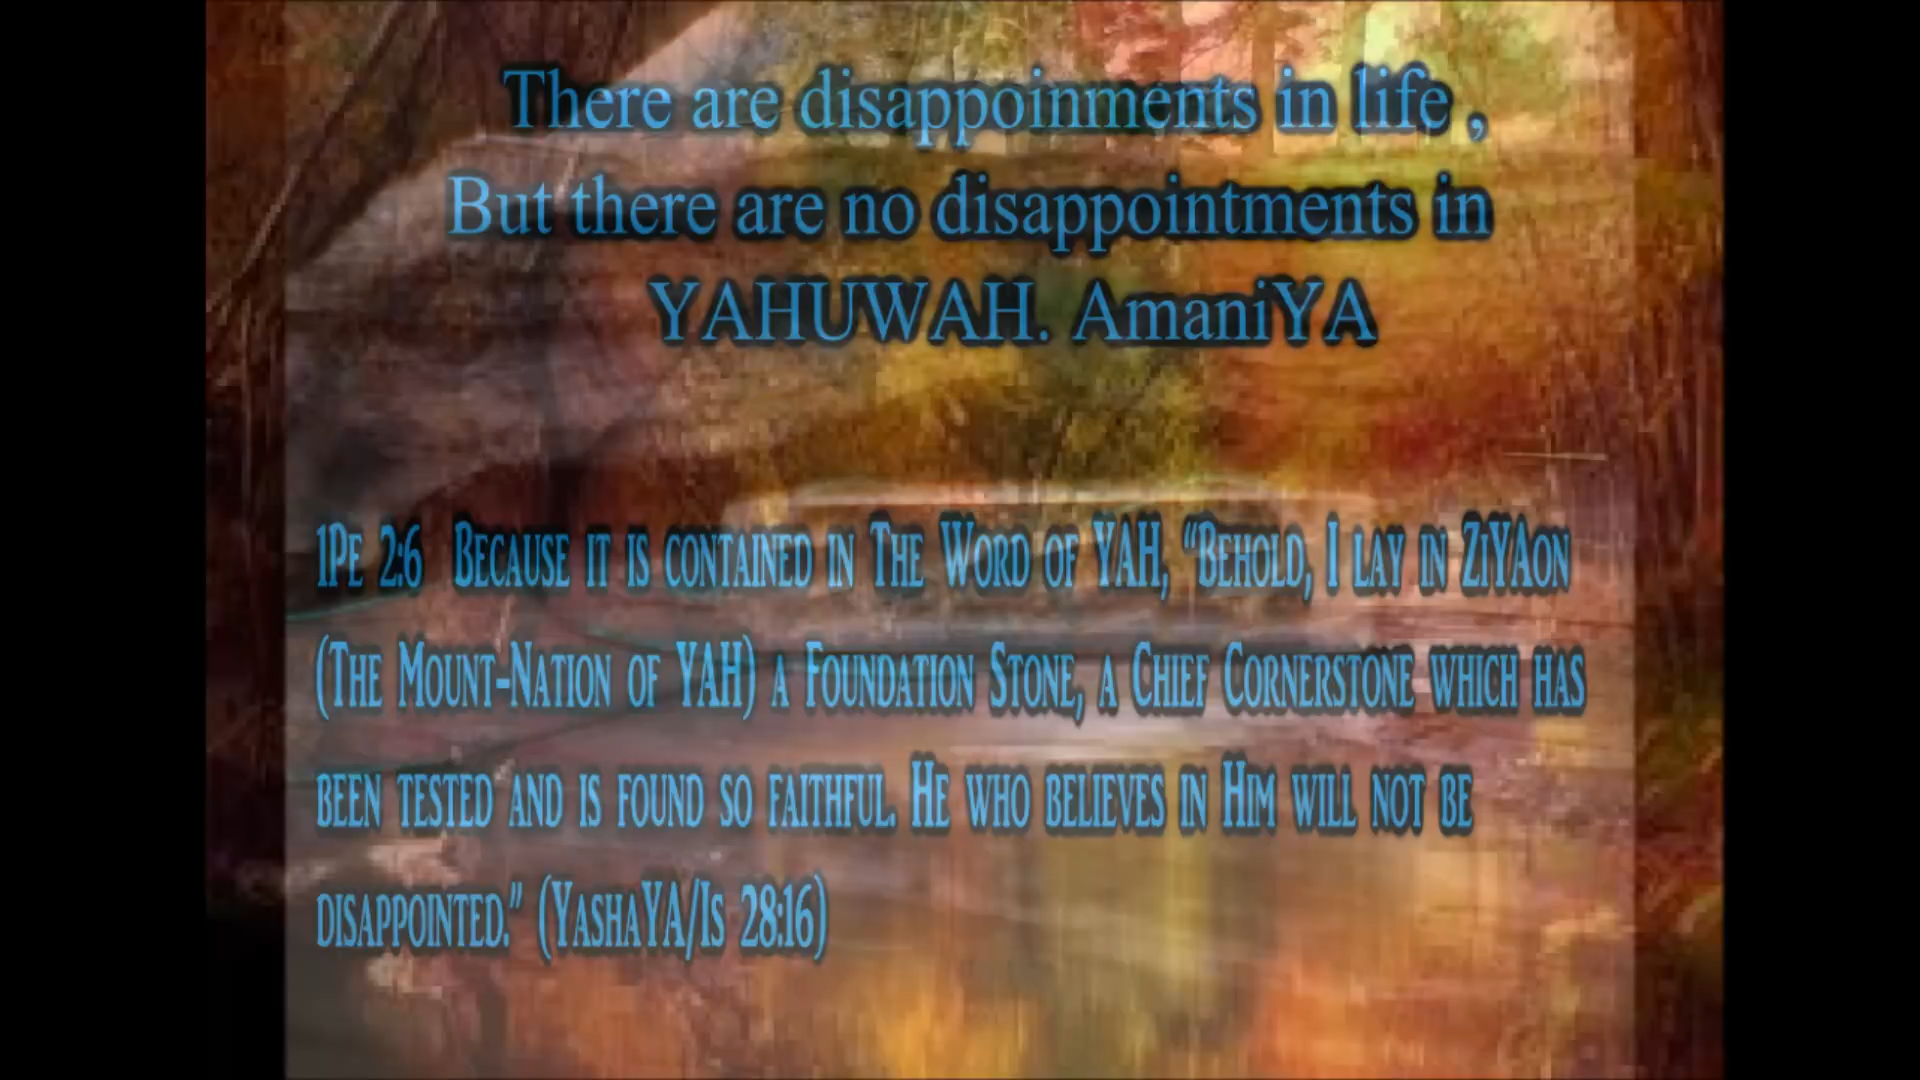 There are disappoinments in life ,
But there are no disappointments in
YAHUWAH. AmaniYA
1Pe 2:6 Because it is contained in The Word of YAH, “Behold, I lay in ZiYAon
(The Mount-Nation of YAH) a Foundation Stone, a Chief Cornerstone which has
been tested and is found so faithful. He who believes in Him will not be
disappointed.” (YashaYA/Is 28:16)